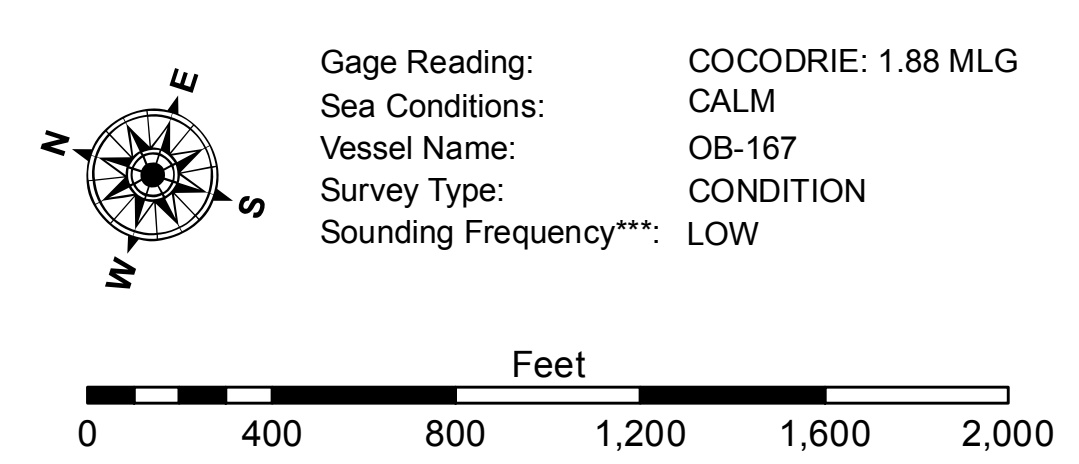 E
N
S
W
Gage Reading: COCODRIE: 1.88 MLG
Sea Conditions: CALM
Vessel Name: OB-167
Survey Type: CONDITION
Sounding Frequency***: LOW
Feet
0 400 800 1,200 1,600 2,000